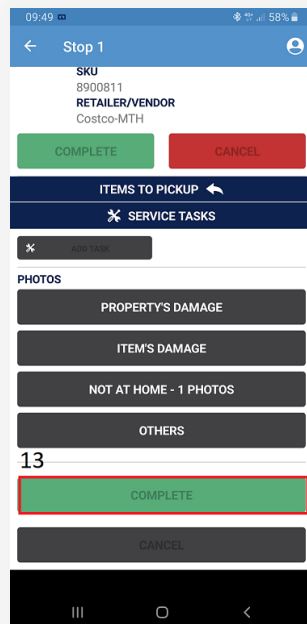 09:49 58%
Stop 1
SKU
8900811
RETAILER/VENDOR
Costco-MTH
COMPLETE CANCEL
ITEMS TO PICKUP
SERVICE TASKS
ADD TASK
PHOTOS
PROPERTY'S DAMAGE
ITEM'S DAMAGE
NOT AT HOME - 1 PHOTOS
OTHERS
13
COMPLETE
CANCEL